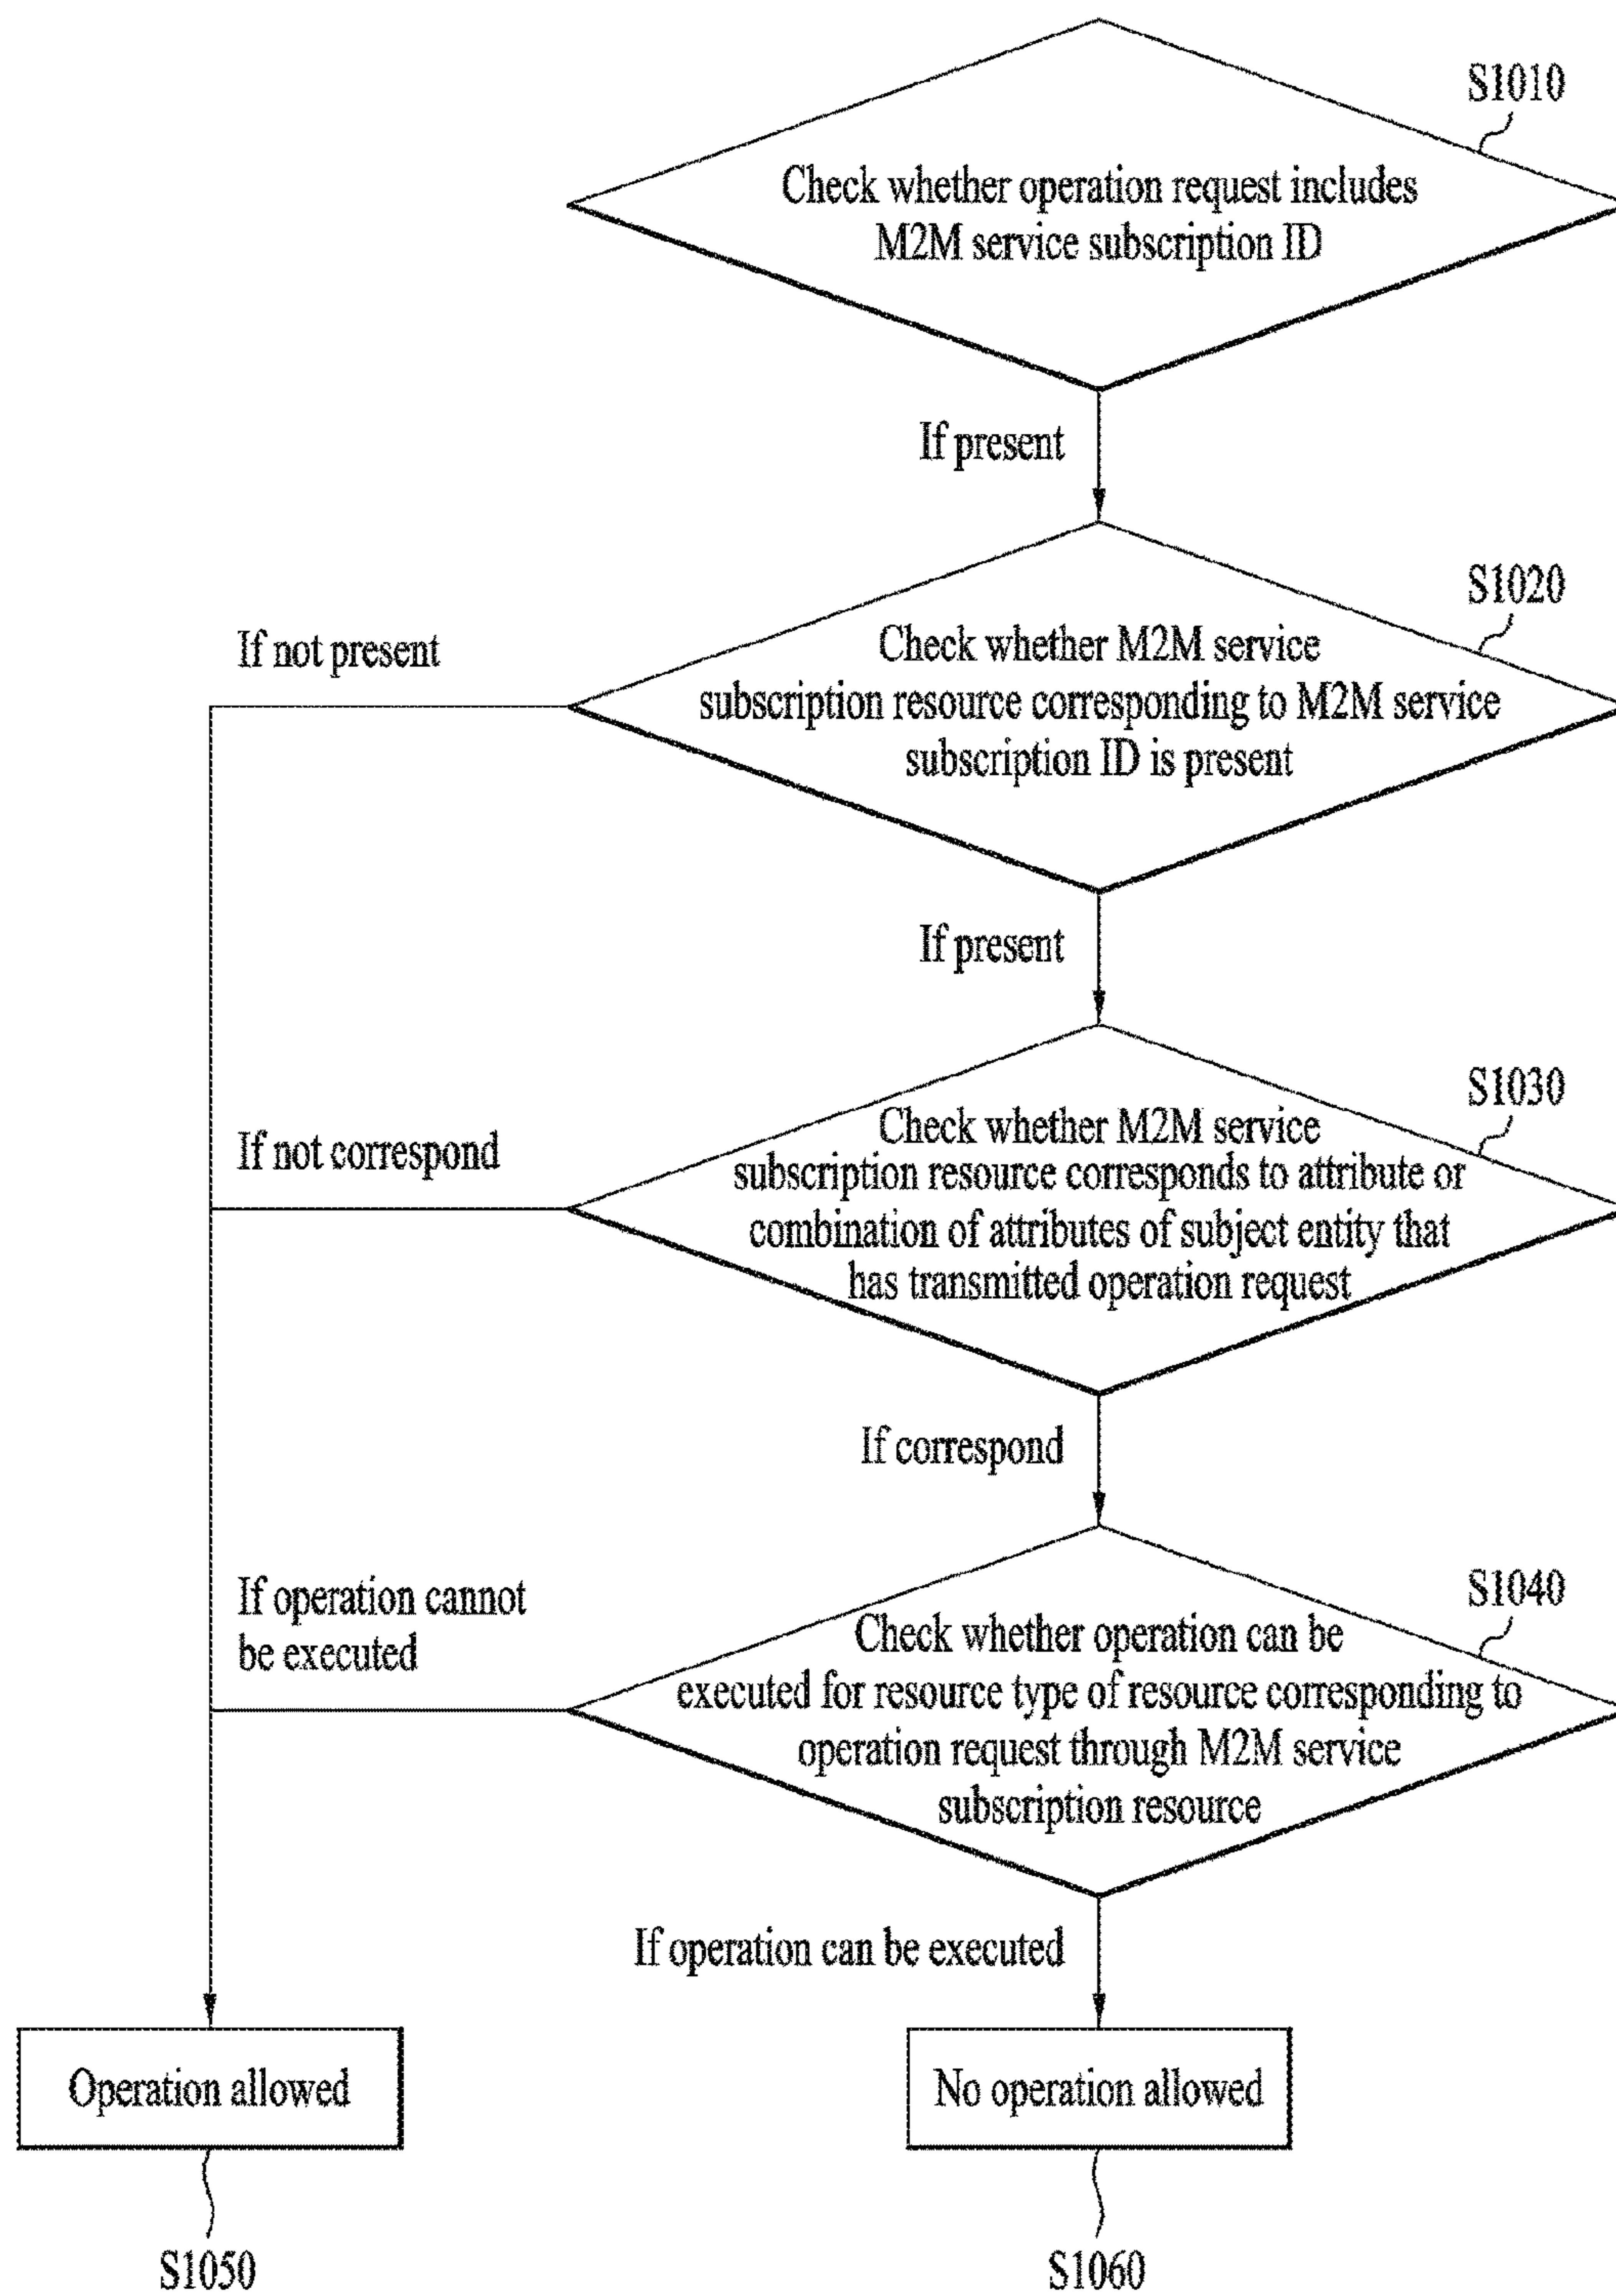 S1010
Check whether operation request includes
M2M service subscription ID
If present
S1020
If not present
Check whether M2M service
subscription resource corresponding to M2M service
subscription ID is present
If present
S1030
If not correspond
Check whether M2M service
subscription resource corresponds to attribute or
combination of attributes of subject entity that
has transmitted operation request
If correspond
S1040
If operation cannot
be executed
Check whether operation can be
executed for resource type of resource corresponding to
operation request through M2M service
subscription resource
If operation can be executed
Operation allowed
No operation allowed
S1050
S1060